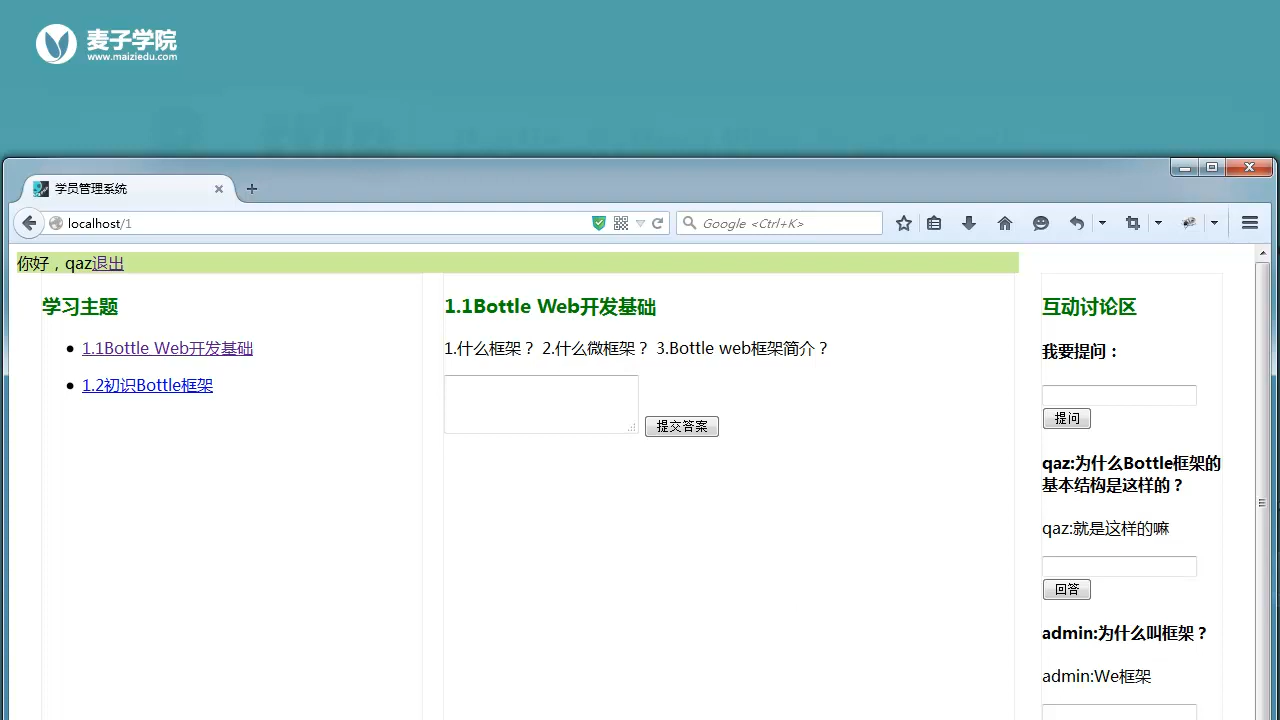 麦子学院
www.maiziedu.com
学员管理系统
localhost/1
Google <Ctrl+K>
你好，qaz退出
学习主题
1.1Bottle Web开发基础
1.2初识Bottle框架
1.1Bottle Web开发基础
1.什么框架？ 2.什么微框架？ 3.Bottle web框架简介？
提交答案
互动讨论区
我要提问：
提问
qaz:为什么Bottle框架的
基本结构是这样的？
qaz:就是这样的嘛
回答
admin:为什么叫框架？
admin:We框架